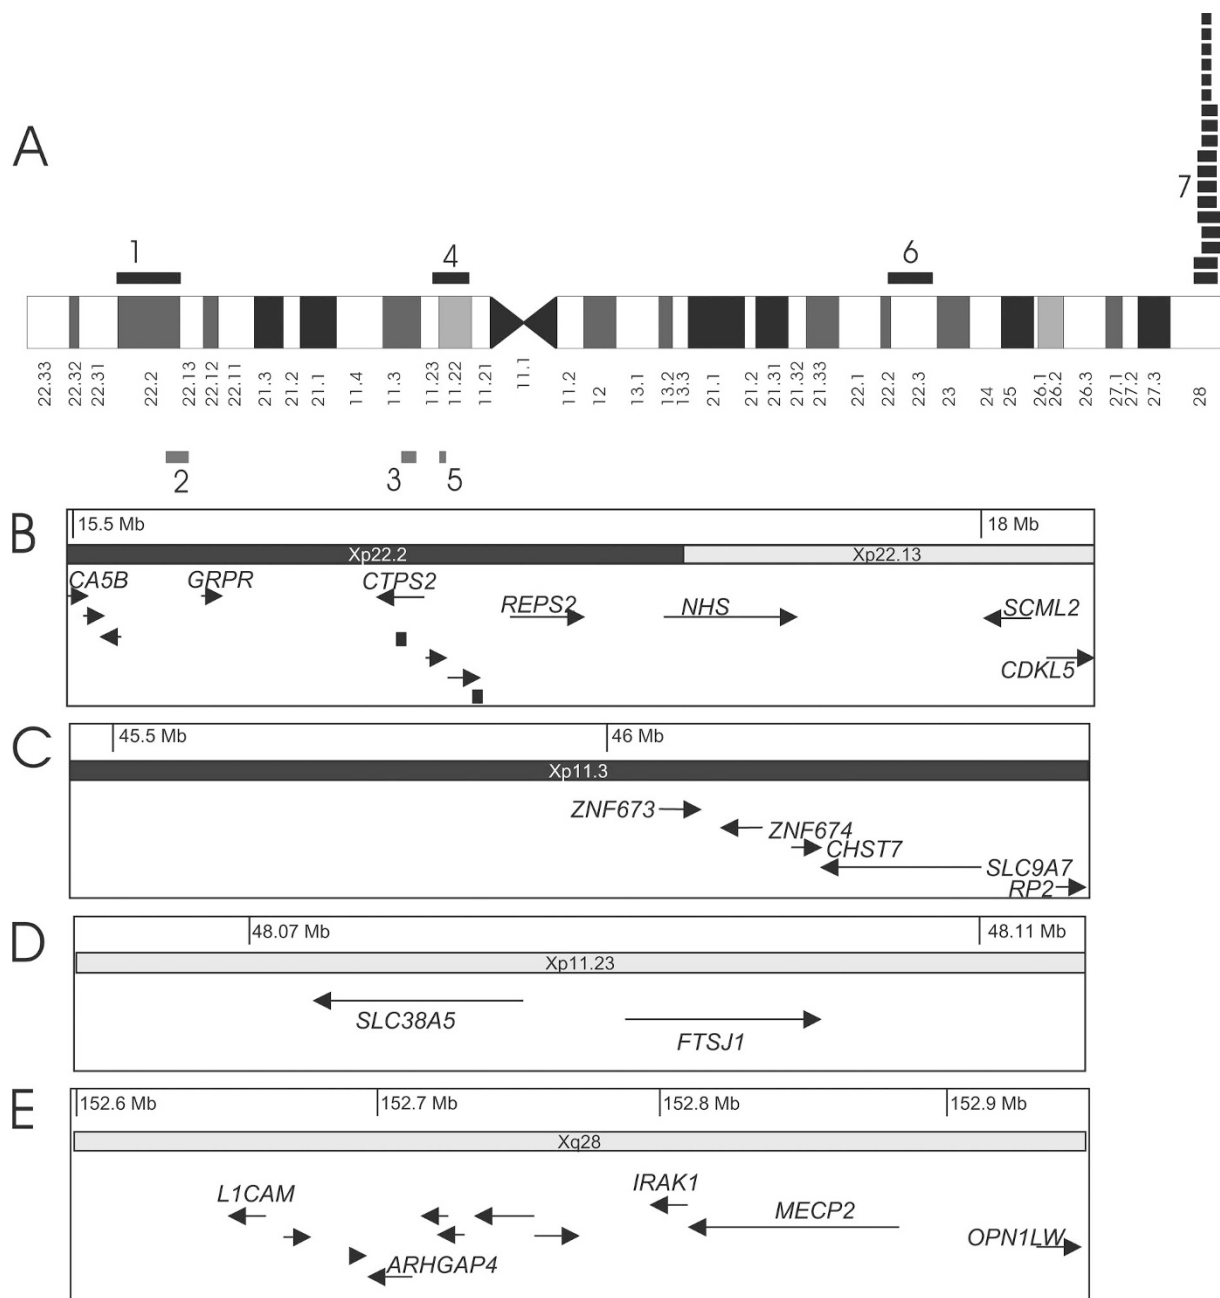 7
A
1
4
6
22.33
22.32
22.31
22.2
22.13
22.12
22.11
21.3
21.2
21.1
11.4
11.3
11.23
11.22
11.21
11.1
11.2
12
13.1
13.2
13.3
21.1
21.2
21.31
21.32
21.33
22.1
22.2
22.3
23
24
25
26.1
26.2
26.3
27.1
27.2
27.3
28
2
3
5
B
15.5 Mb
18 Mb
Xp22.2
Xp22.13
CA5B
GRPR
CTPS2
REPS2
NHS
SCML2
CDKL5
C
45.5 Mb
46 Mb
Xp11.3
ZNF673
ZNF674
CHST7
SLC9A7
RP2
D
48.07 Mb
48.11 Mb
Xp11.23
SLC38A5
FTSJ1
E
152.6 Mb
152.7 Mb
152.8 Mb
152.9 Mb
Xq28
L1CAM
IRAK1
MECP2
OPN1LW
ARHGAP4